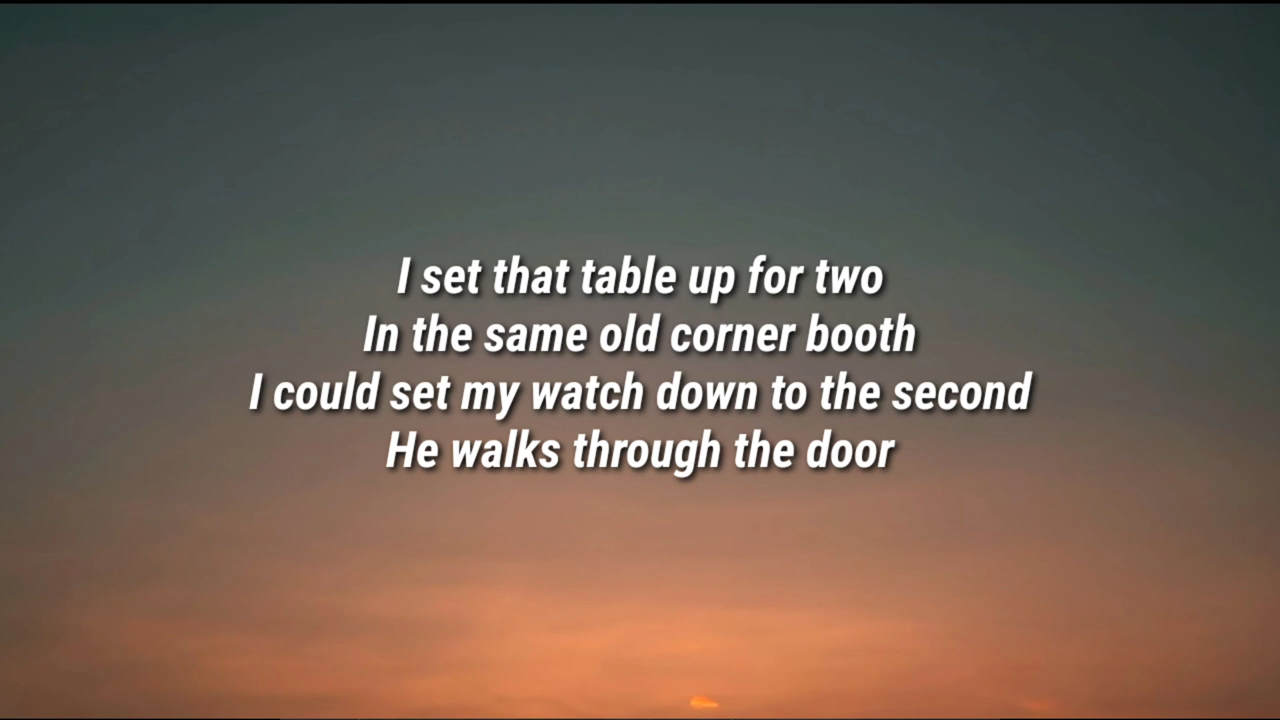 I set that table up for two
In the same old corner booth
I could set my watch down to the second
He walks through the door